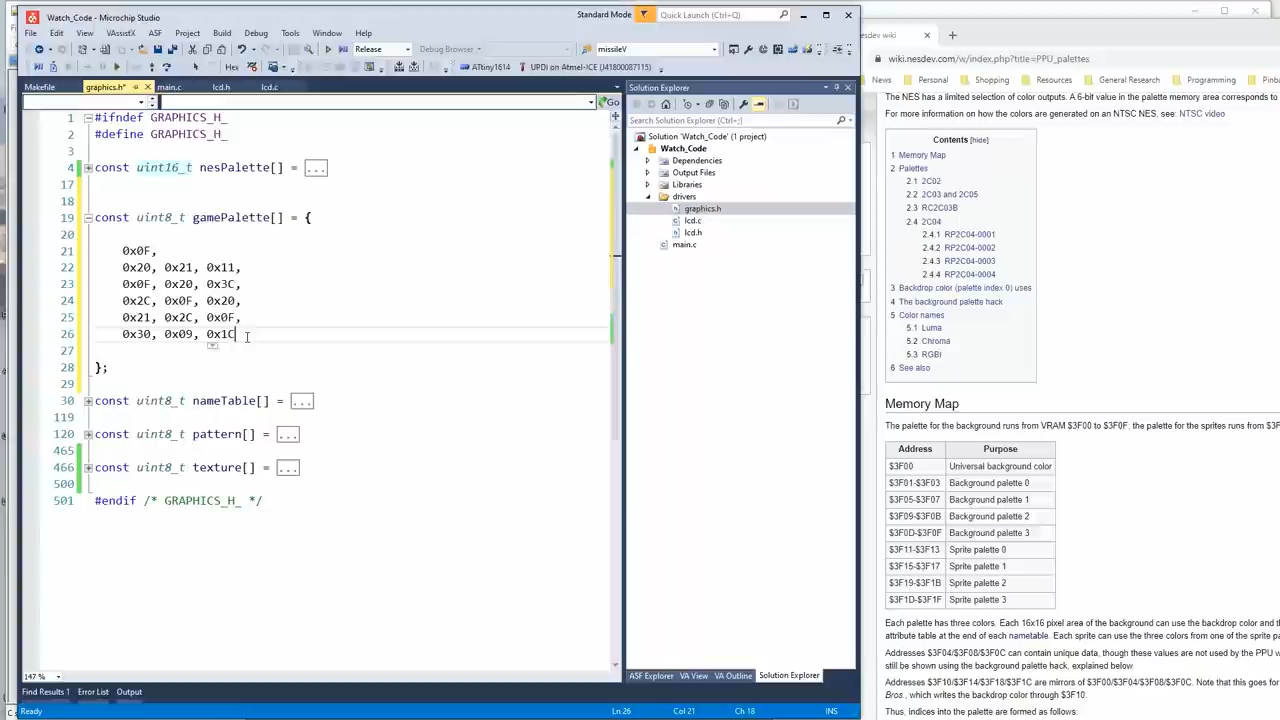 Watch_Code - Microchip Studio
Standard Mode
Quick Launch (Ctrl+Q)
File Edit View VAssistX ASF Project Build Debug Tools Window Help
Release
Debug Browser
missileV
Hex
ATtiny1614
UPDI on Atmel-ICE (J41800087115)
Makefile graphics.h* main.c lcd.h lcd.c
Go
1 #ifndef GRAPHICS_H_
2 #define GRAPHICS_H_
3
4 const uint16_t nesPalette[] = ...
17
18
19 const uint8_t gamePalette[] = {
20
21 0x0F,
22 0x20, 0x21, 0x11,
23 0x0F, 0x20, 0x3C,
24 0x2C, 0x0F, 0x20,
25 0x21, 0x2C, 0x0F,
26 0x30, 0x09, 0x1C
27
28 };
29
30 const uint8_t nameTable[] = ...
119
120 const uint8_t pattern[] = ...
465
466 const uint8_t texture[] = ...
500
501 #endif /* GRAPHICS_H_ */
147 %
Find Results 1 Error List Output
Ready
Ln 26 Col 21 Ch 18 INS
Solution Explorer
Search Solution Explorer (Ctrl+;)
Solution 'Watch_Code' (1 project)
Watch_Code
Dependencies
Output Files
Libraries
drivers
graphics.h
lcd.c
lcd.h
main.c
ASF Explorer VA View VA Outline Solution Explorer
esdev wiki
wiki.nesdev.com/w/index.php?title=PPU_palettes
News Personal Shopping Resources General Research Programming Pinba
The NES has a limited selection of color outputs. A 6-bit value in the palette memory area corresponds to
For more information on how the colors are generated on an NTSC NES, see: NTSC video
Contents [hide]
1 Memory Map
2 Palettes
2.1 2C02
2.2 2C03 and 2C05
2.3 RC2C03B
2.4 2C04
2.4.1 RP2C04-0001
2.4.2 RP2C04-0002
2.4.3 RP2C04-0003
2.4.4 RP2C04-0004
3 Backdrop color (palette index 0) uses
4 The background palette hack
5 Color names
5.1 Luma
5.2 Chroma
5.3 RGBI
6 See also
Memory Map
The palette for the background runs from VRAM $3F00 to $3F0F, the palette for the sprites runs from $3F
Address Purpose
$3F00 Universal background color
$3F01-$3F03 Background palette 0
$3F05-$3F07 Background palette 1
$3F09-$3F0B Background palette 2
$3F0D-$3F0F Background palette 3
$3F11-$3F13 Sprite palette 0
$3F15-$3F17 Sprite palette 1
$3F19-$3F1B Sprite palette 2
$3F1D-$3F1F Sprite palette 3
Each palette has three colors. Each 16x16 pixel area of the background can use the backdrop color and th
attribute table at the end of each nametable. Each sprite can use the three colors from one of the sprite pa
Addresses $3F04/$3F08/$3F0C can contain unique data, though these values are not used by the PPU w
still be shown using the background palette hack, explained below
Addresses $3F10/$3F14/$3F18/$3F1C are mirrors of $3F00/$3F04/$3F08/$3F0C. Note that this goes for
Bros., which writes the backdrop color through $3F10.
Thus, indices into the palette are formed as follows: